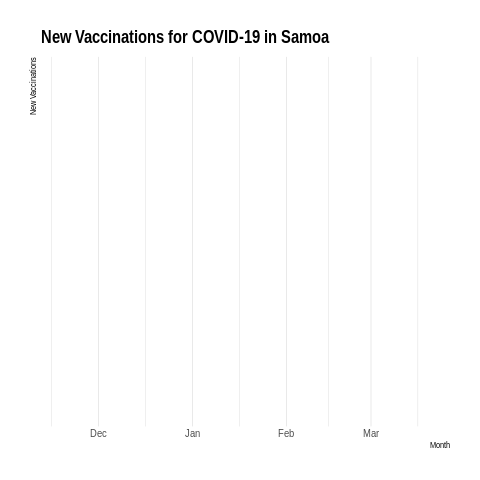 New Vaccinations for COVID-19 in Samoa
New Vaccinations
Dec Jan Feb Mar
Month